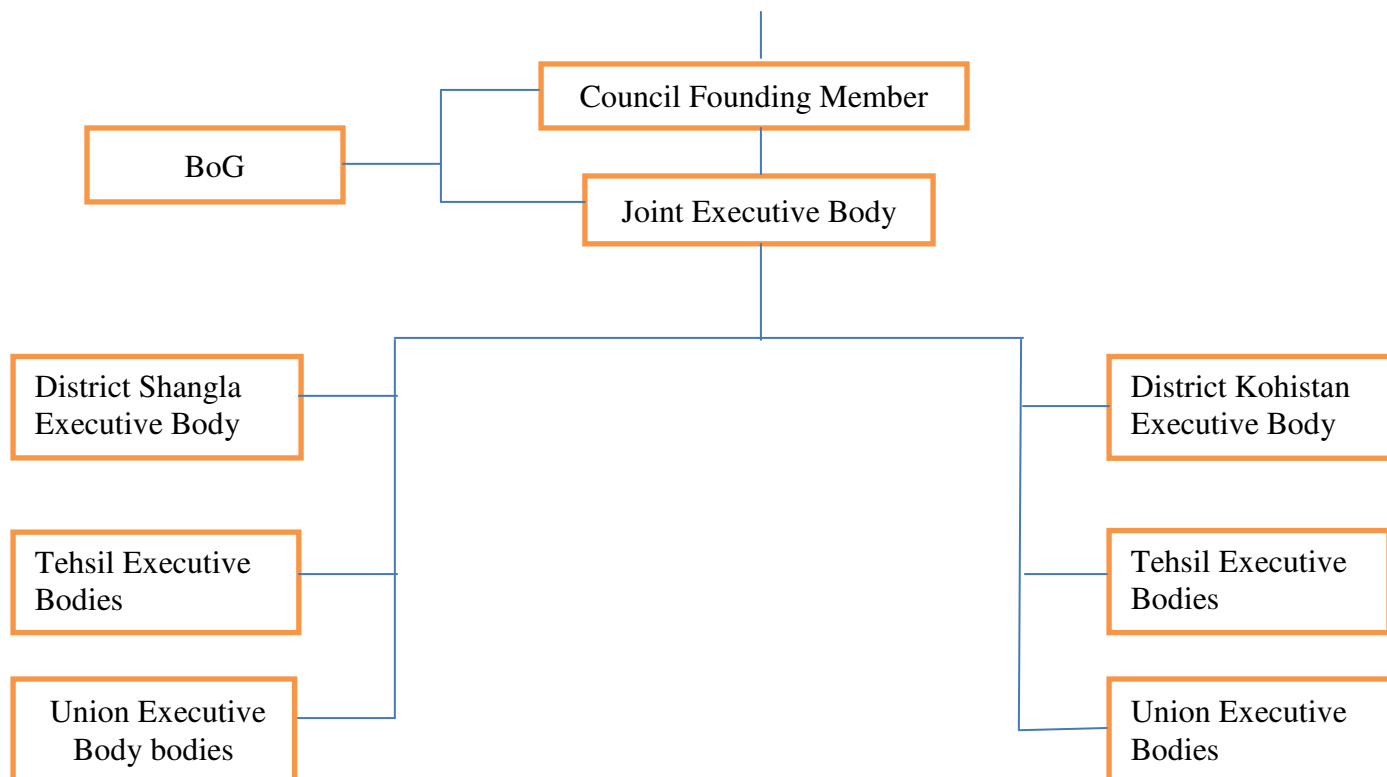 Council Founding Member
BoG
Joint Executive Body
District Shangla
Executive Body
District Kohistan
Executive Body
Tehsil Executive
Bodies
Tehsil Executive
Bodies
Union Executive
Body bodies
Union Executive
Bodies